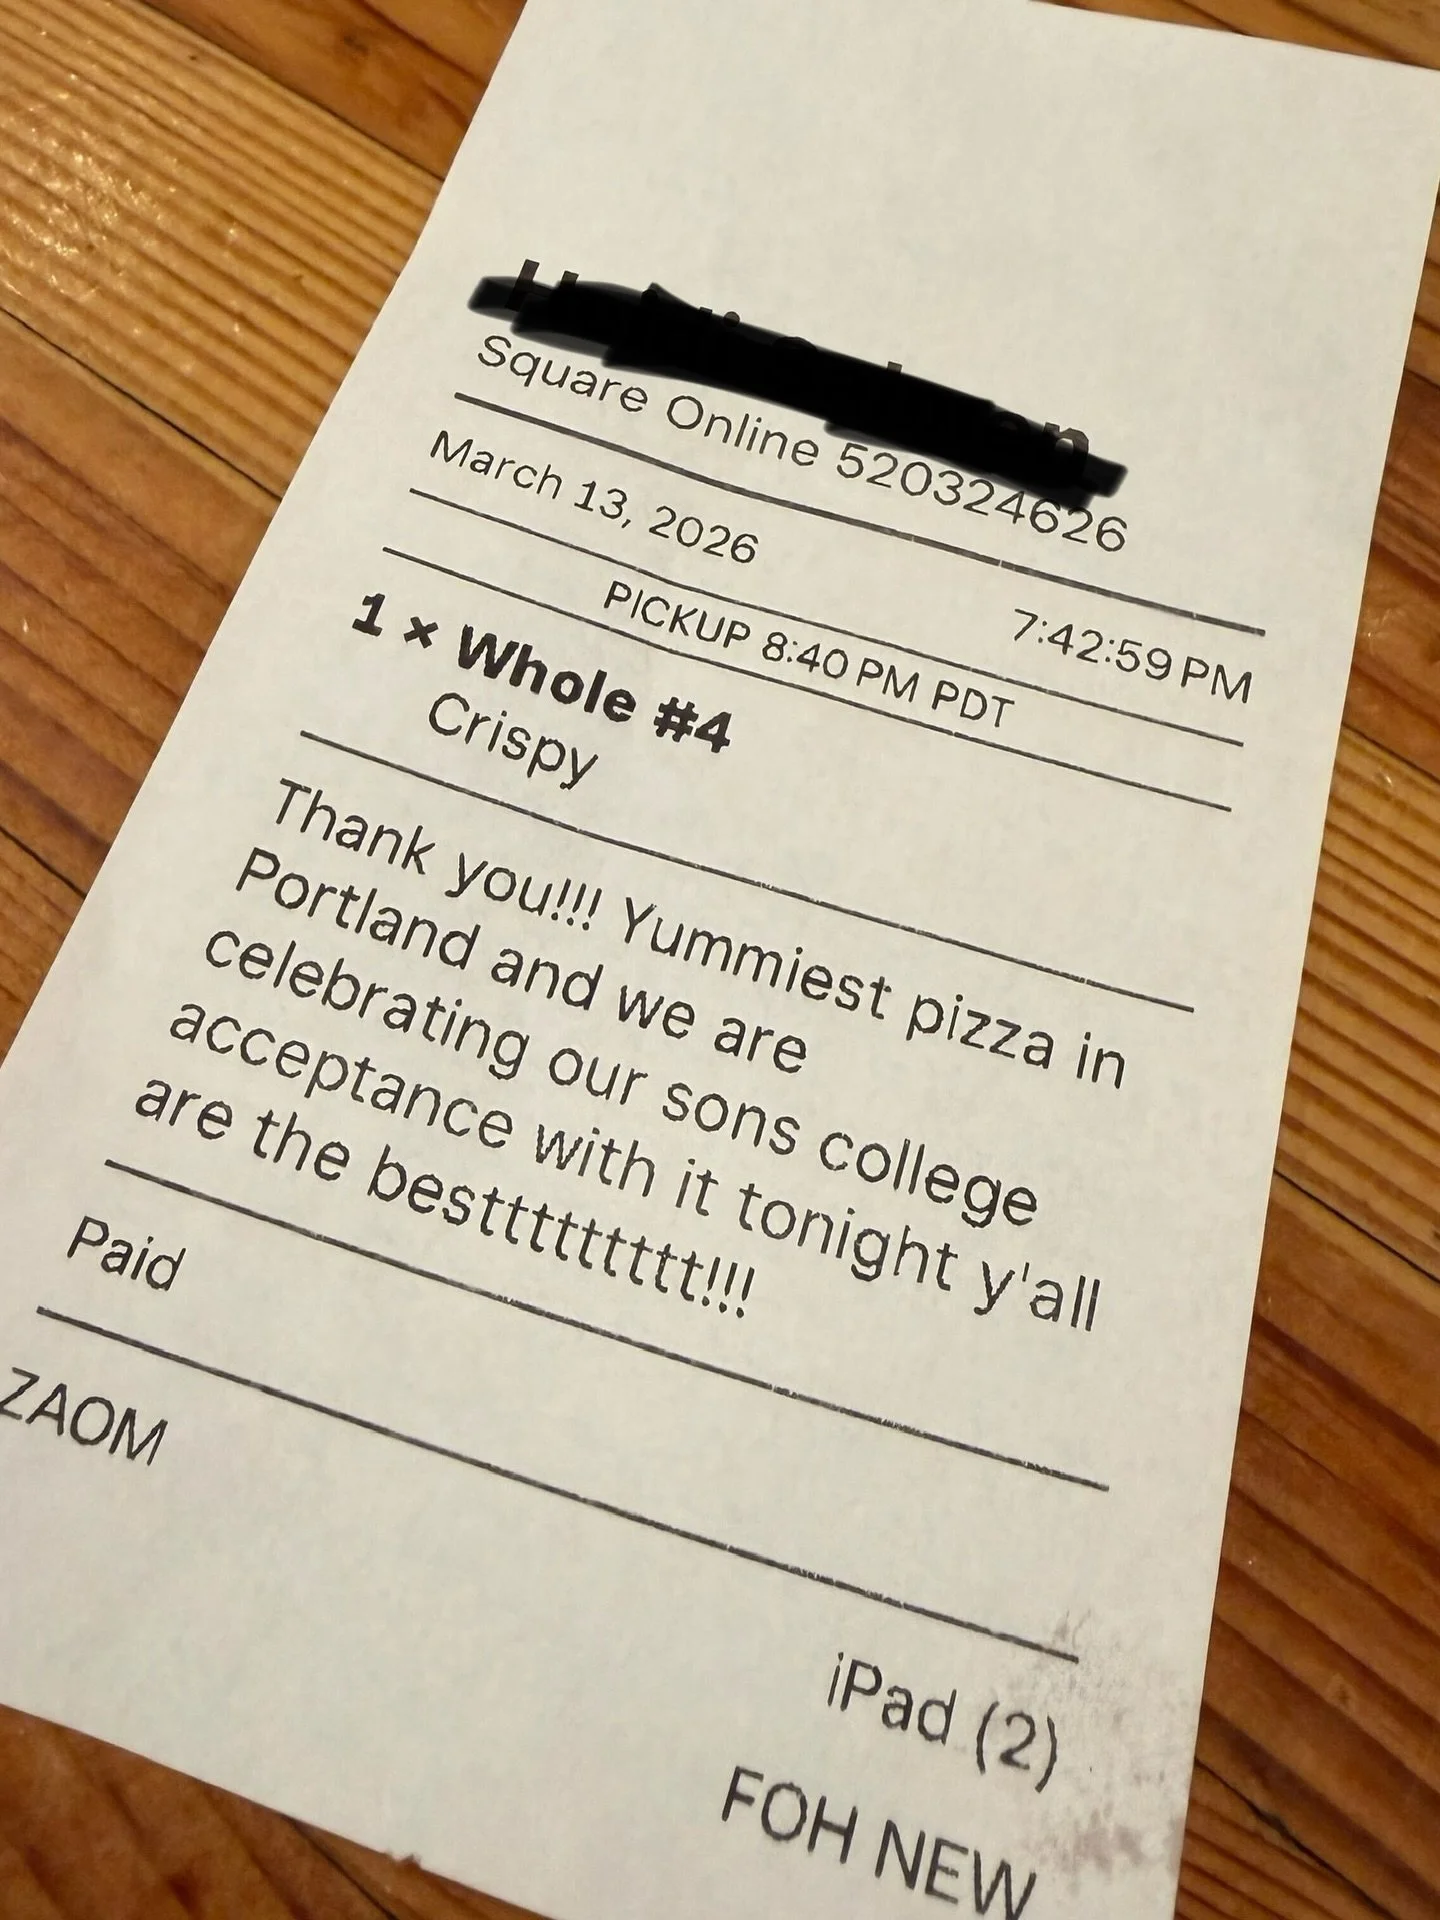 Square Online 520324626
March 13, 2026 7:42:59 PM
PICKUP 8:40 PM PDT
1 × Whole #4
Crispy
Thank you!!! Yummiest pizza in
Portland and we are
celebrating our sons college
acceptance with it tonight y'all
are the bestttttttttt!!!
Paid
ZAOM
iPad (2)
FOH NEW